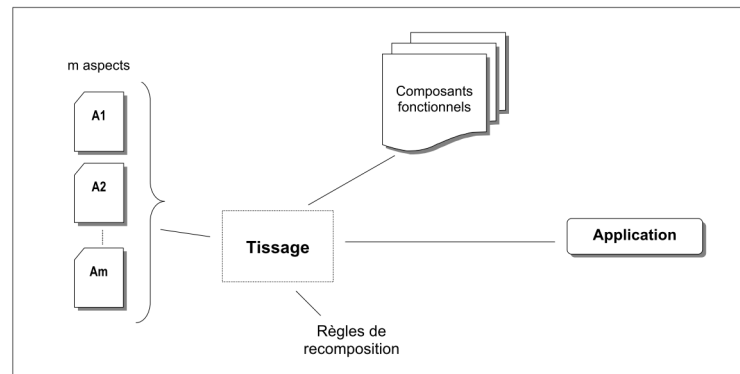 m aspects
A1
A2
Am
Composants
fonctionnels
Tissage
Application
Règles de
recomposition